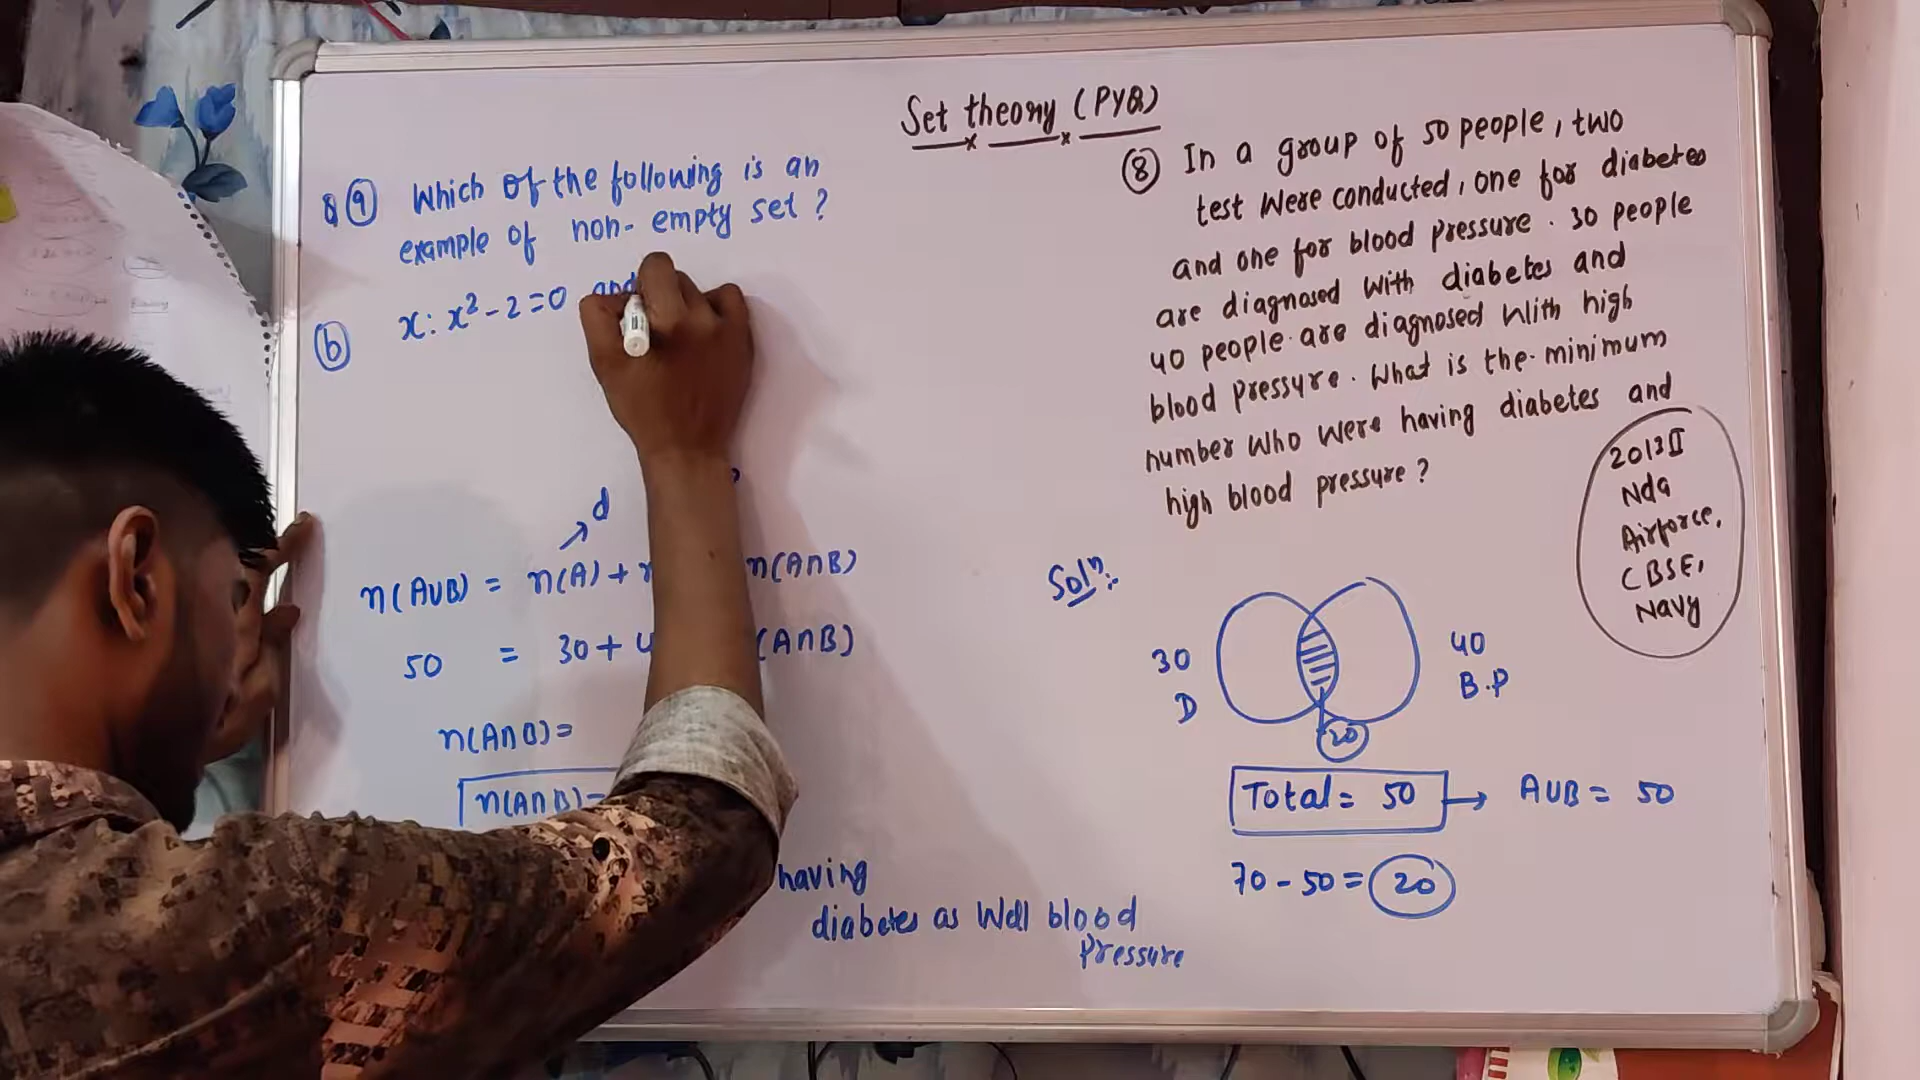 Set theory (PYQ)
9 Which of the following is an
example of non-empty set ?
b x : x² - 2 = 0 and
d
n(A∪B) = n(A) + n(A∩B)
50 = 30 + (A∩B)
n(A∩B) =
n(A∩B) =
having
diabetes as well blood
pressure
8 In a group of 50 people, two
test were conducted, one for diabetes
and one for blood pressure. 30 people
are diagnosed with diabetes and
40 people are diagnosed with high
blood pressure. What is the minimum
number who were having diabetes and
high blood pressure ?
2013 II
Nda
Airforce,
CBSE,
Navy
Solⁿ:
30
D
40
B.P
20
Total = 50 → A∪B = 50
70 - 50 = 20